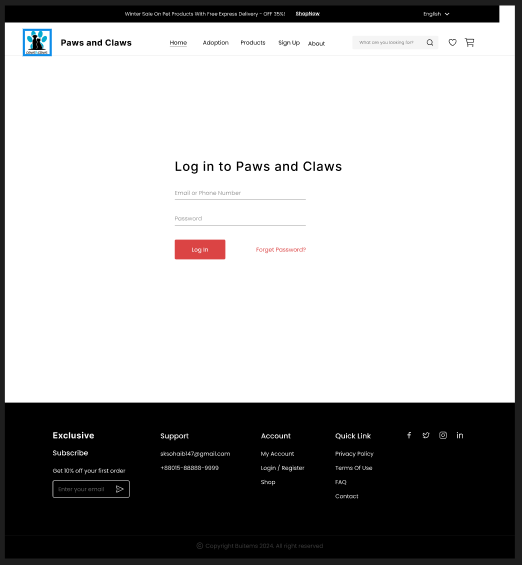 Winter Sale On Pet Products With Free Express Delivery - OFF 35%! ShopNow
English
Paws and Claws
Home
Adoption
Products
Sign Up
About
What are you looking for?
Log in to Paws and Claws
Email or Phone Number
Password
Log In
Forget Password?
Exclusive
Subscribe
Get 10% off your first order
Enter your email
Support
sksohaib147@gmail.com
+88015-88888-9999
Account
My Account
Login / Register
Shop
Quick Link
Privacy Policy
Terms Of Use
FAQ
Contact
© Copyright Buitems 2024. All right reserved